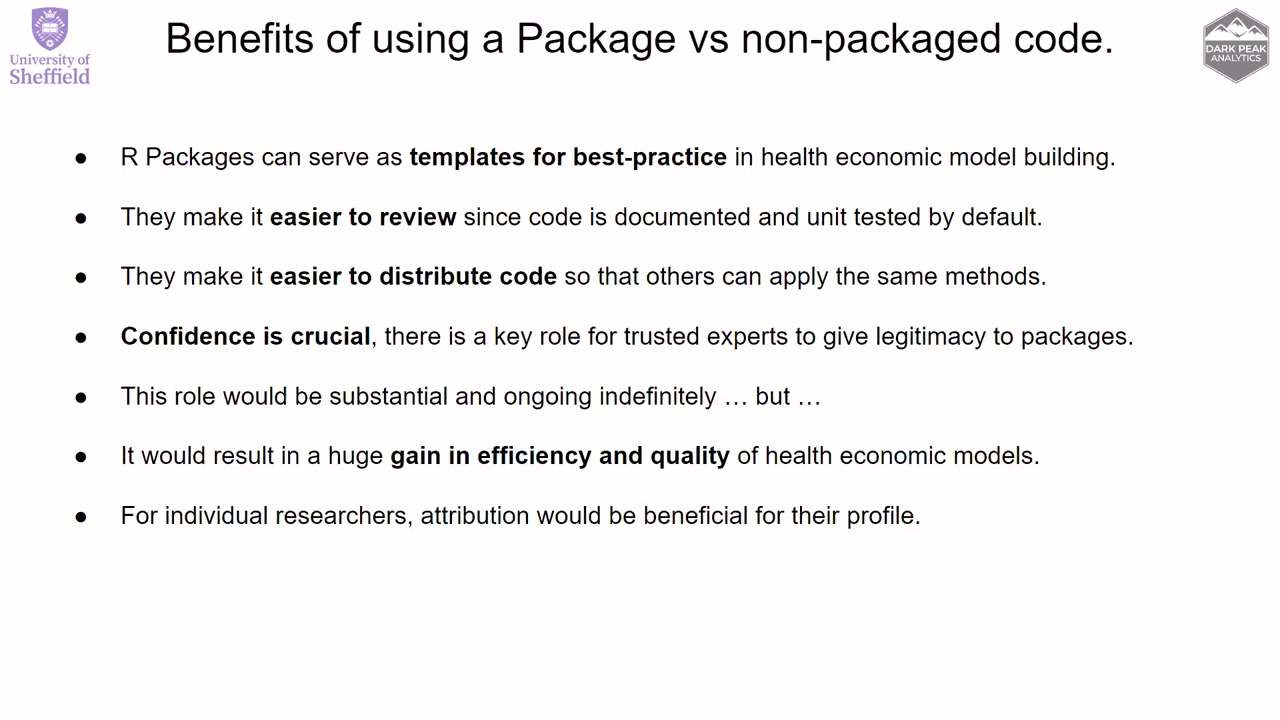 University of
Sheffield
Benefits of using a Package vs non-packaged code.
DARK PEAK
ANALYTICS
● R Packages can serve as templates for best-practice in health economic model building.
● They make it easier to review since code is documented and unit tested by default.
● They make it easier to distribute code so that others can apply the same methods.
● Confidence is crucial, there is a key role for trusted experts to give legitimacy to packages.
● This role would be substantial and ongoing indefinitely … but …
● It would result in a huge gain in efficiency and quality of health economic models.
● For individual researchers, attribution would be beneficial for their profile.